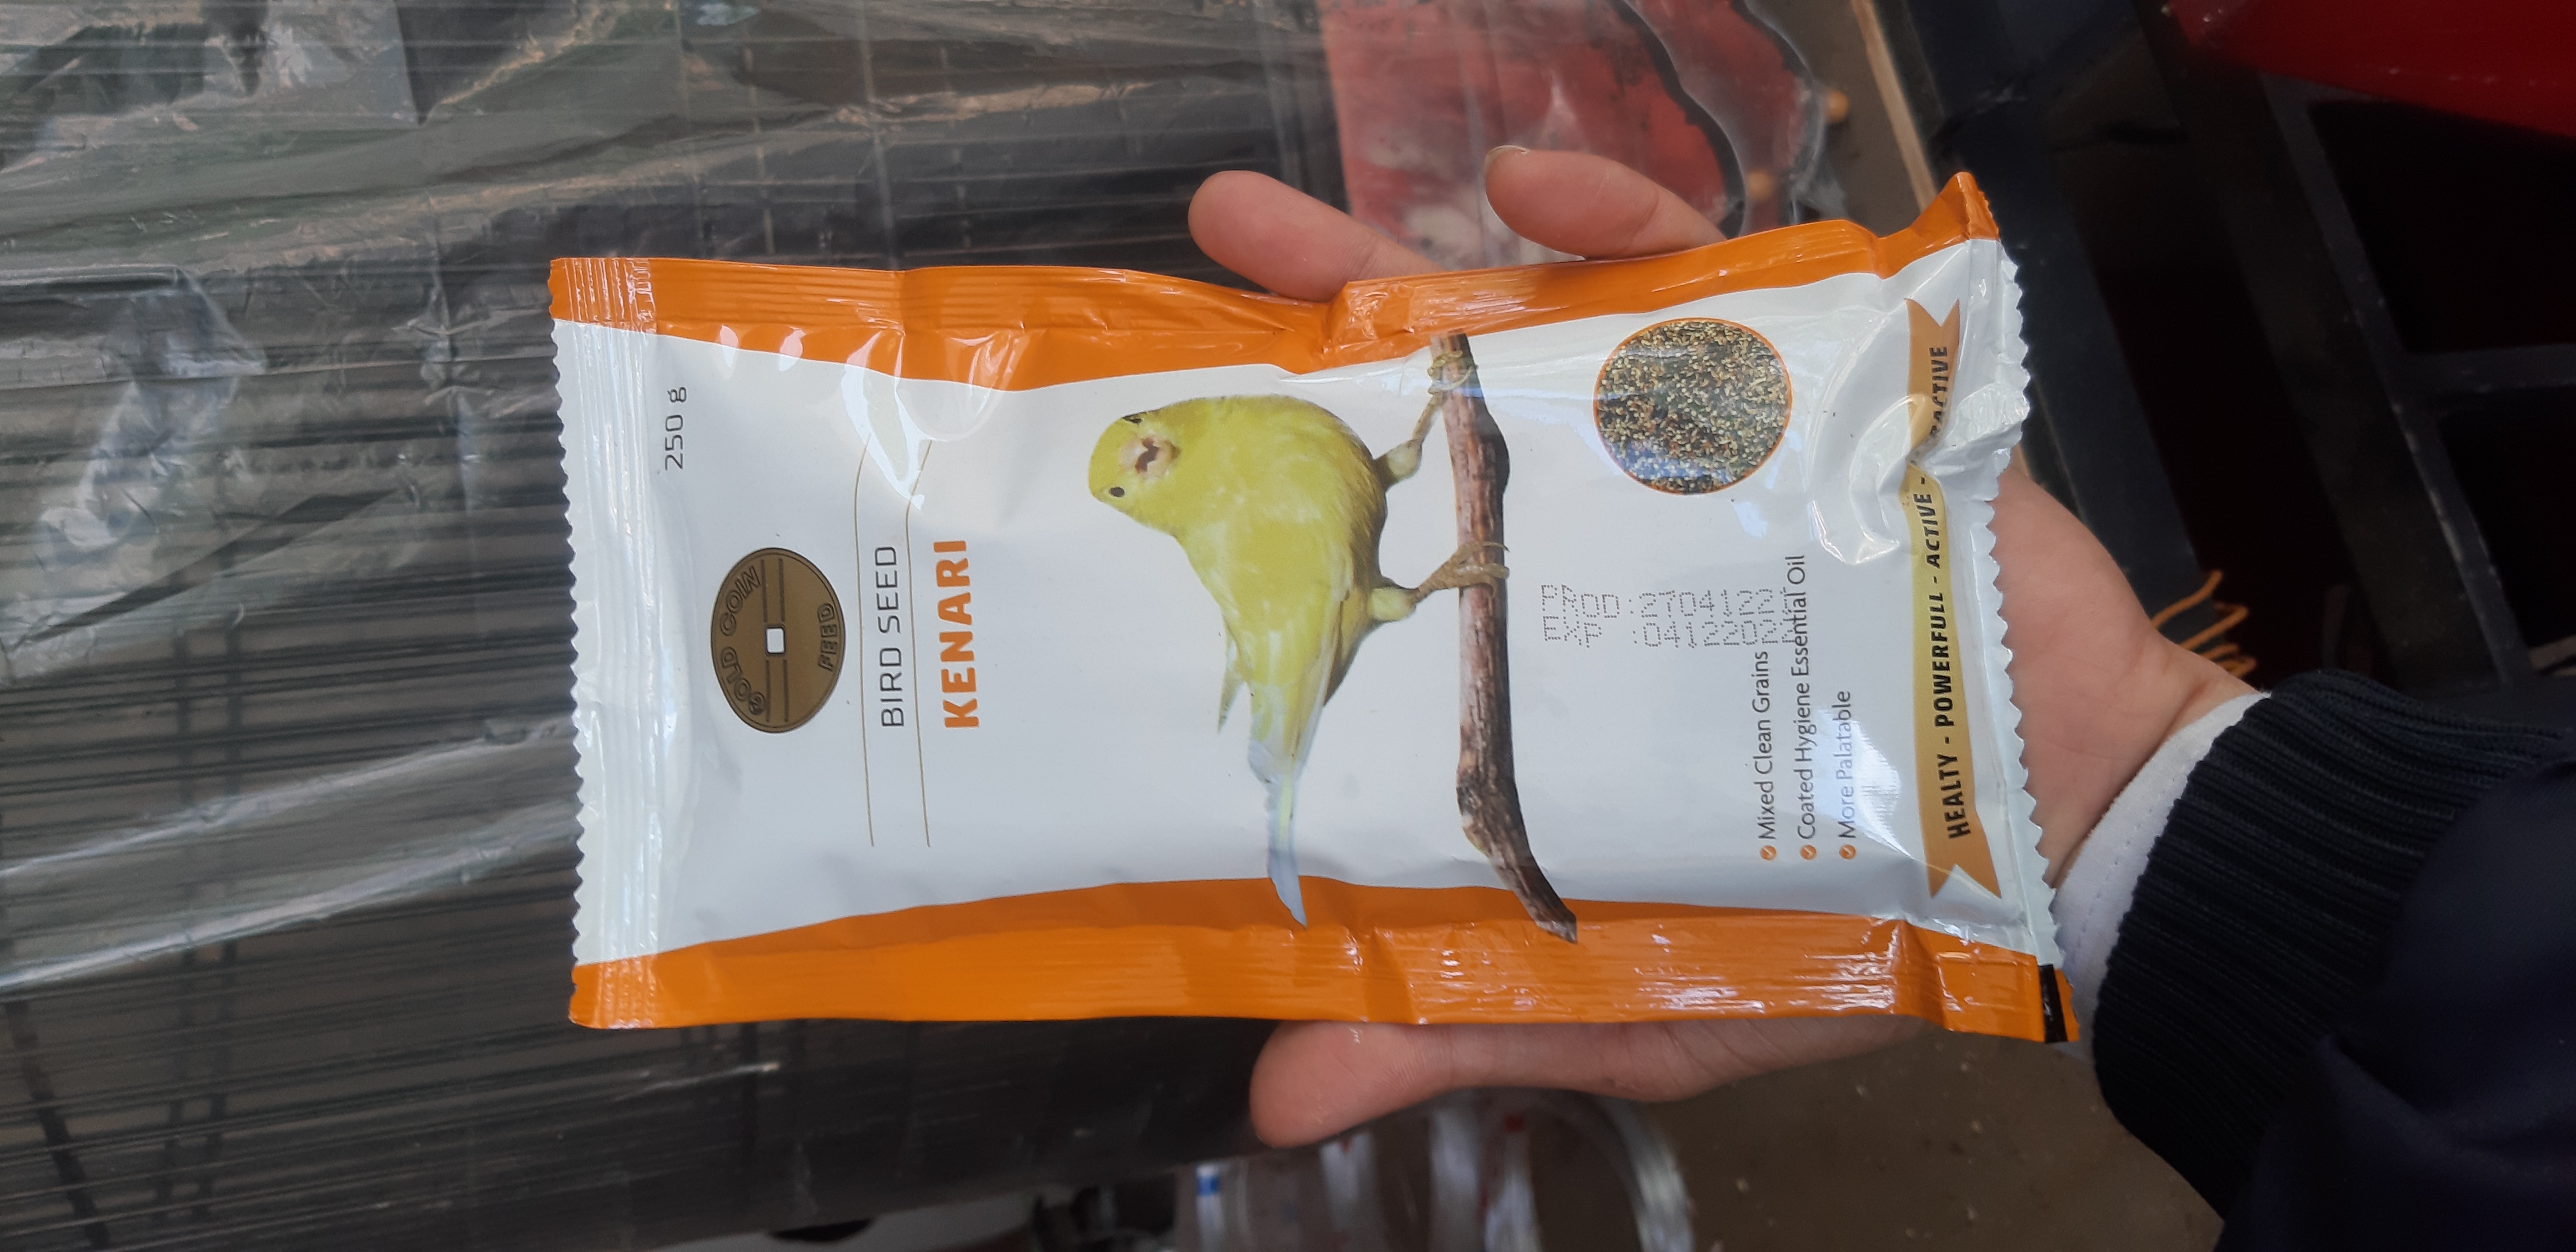 250 g
GOLD COIN
FEED
BIRD SEED
KENARI
PROD:
EXP :
Mixed Clean Grains
Coated Hygiene Essential Oil
More Palatable
HEALTY - POWERFULL - ACTIVE -